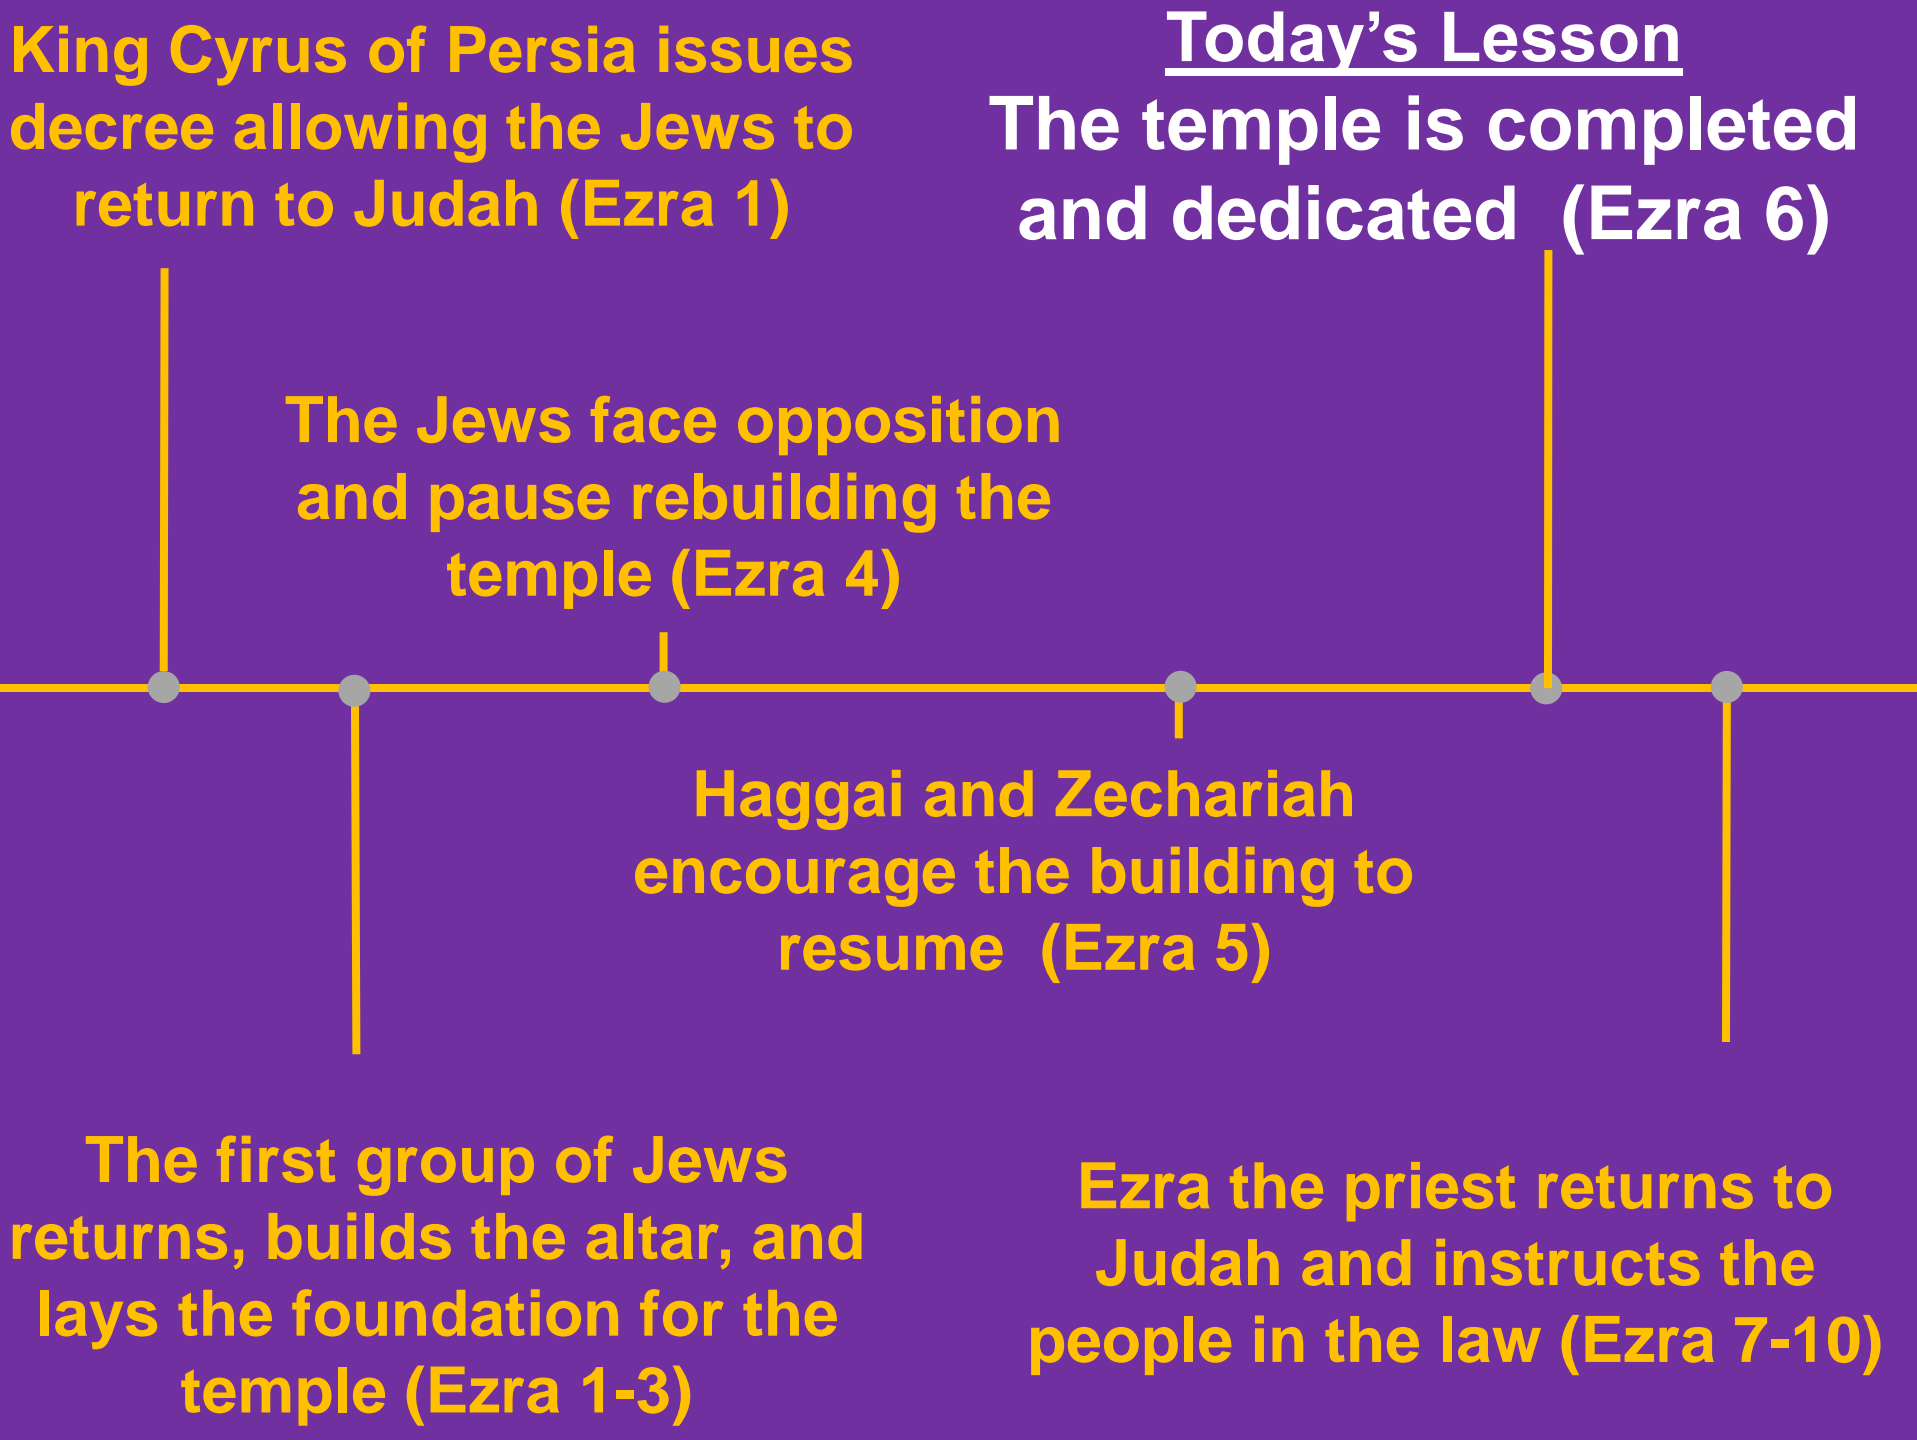 King Cyrus of Persia issues
decree allowing the Jews to
return to Judah (Ezra 1)
Today’s Lesson
The temple is completed
and dedicated  (Ezra 6)
The Jews face opposition
and pause rebuilding the
temple (Ezra 4)
Haggai and Zechariah
encourage the building to
resume  (Ezra 5)
The first group of Jews
returns, builds the altar, and
lays the foundation for the
temple (Ezra 1-3)
Ezra the priest returns to
Judah and instructs the
people in the law (Ezra 7-10)